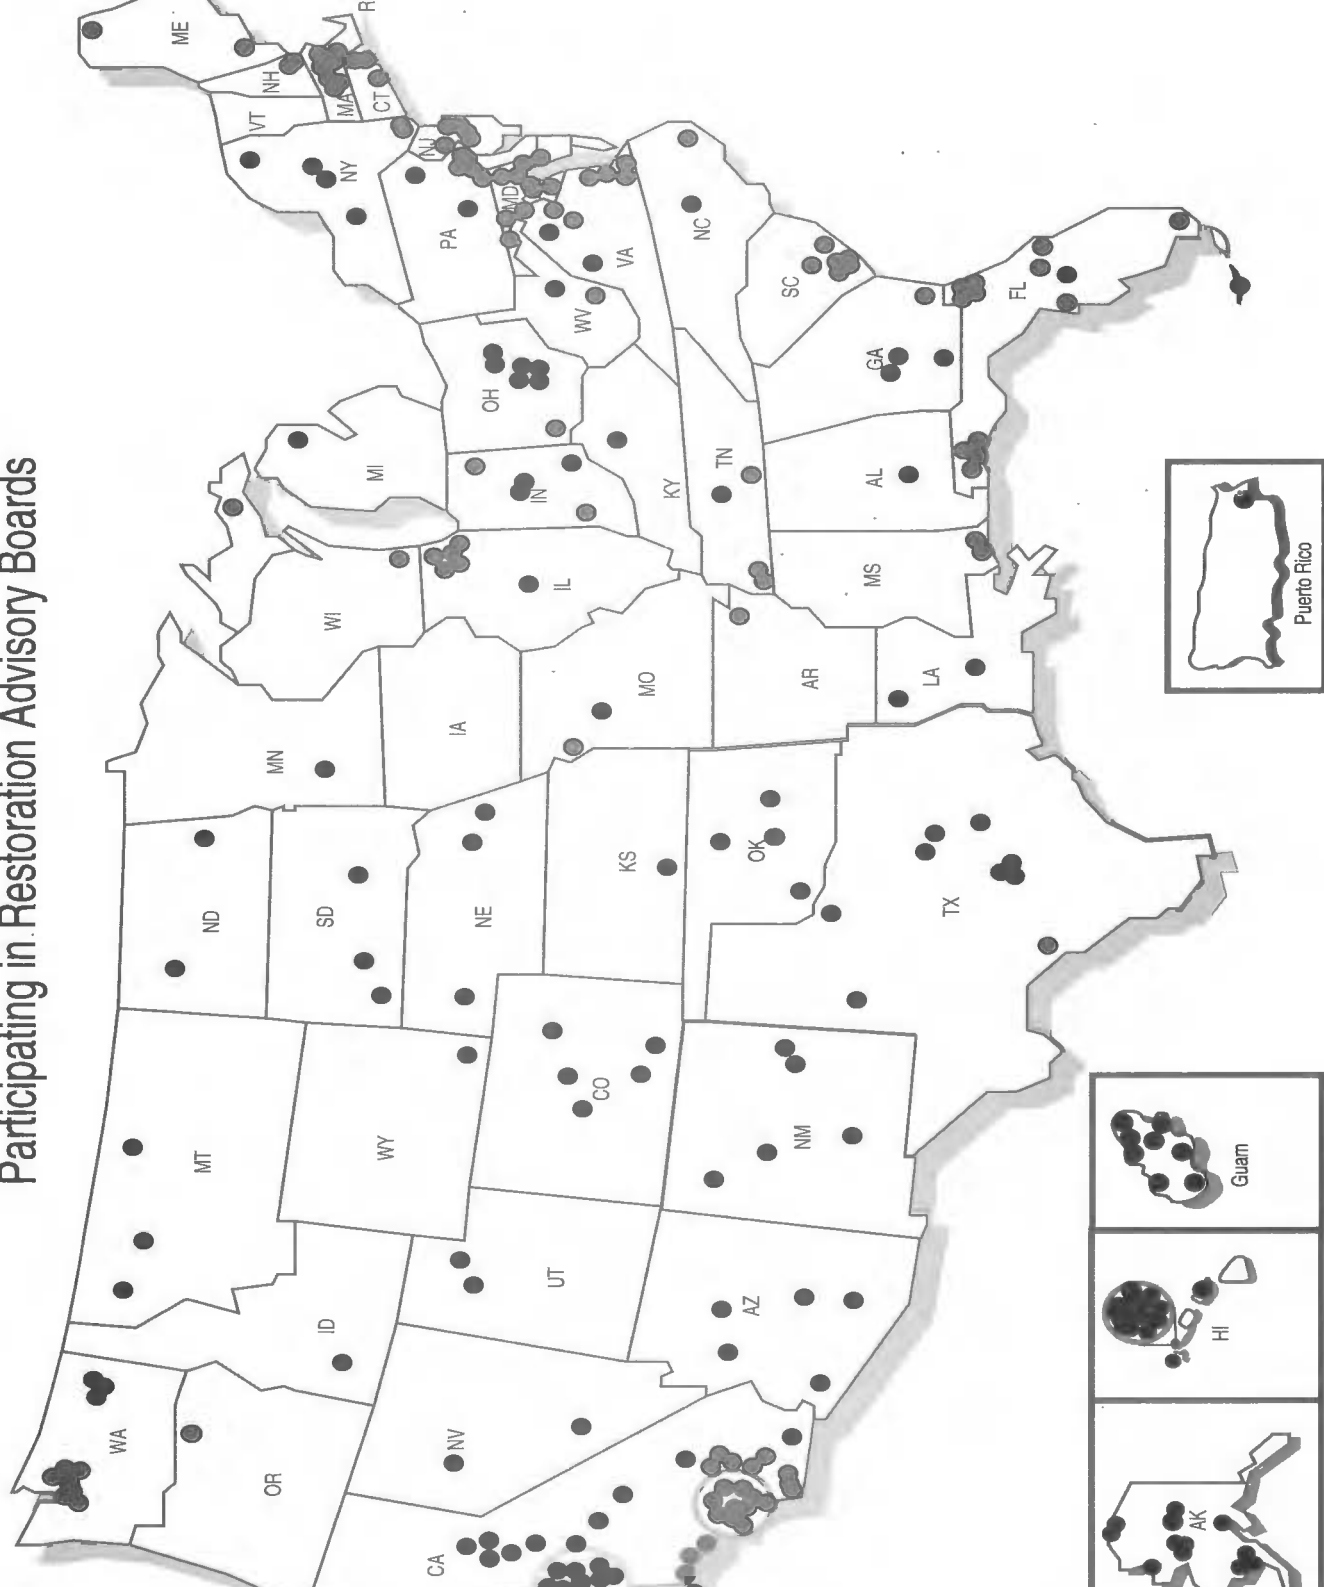 Participating in Restoration Advisory Boards
ME
R
NH
VT
MA
CT
NY
NJ
PA
MD
VA
WV
NC
SC
OH
MI
IN
KY
TN
GA
FL
AL
MS
WI
IL
MN
IA
MO
AR
LA
ND
SD
NE
KS
OK
TX
MT
WY
CO
NM
ID
UT
AZ
WA
OR
NV
CA
Puerto Rico
Guam
HI
AK